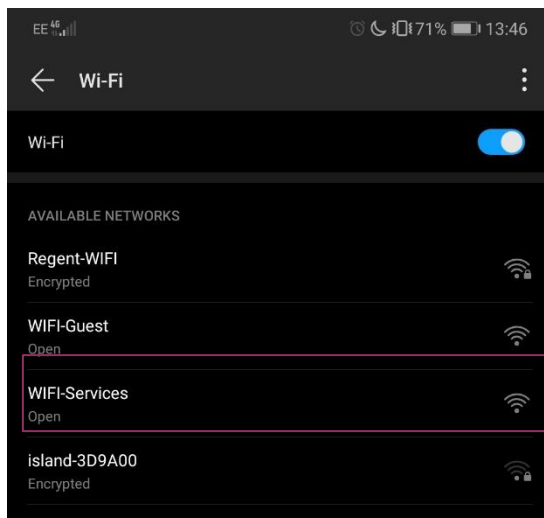 EE 4G 71% 13:46
Wi-Fi
Wi-Fi
AVAILABLE NETWORKS
Regent-WIFI
Encrypted
WIFI-Guest
Open
WIFI-Services
Open
island-3D9A00
Encrypted